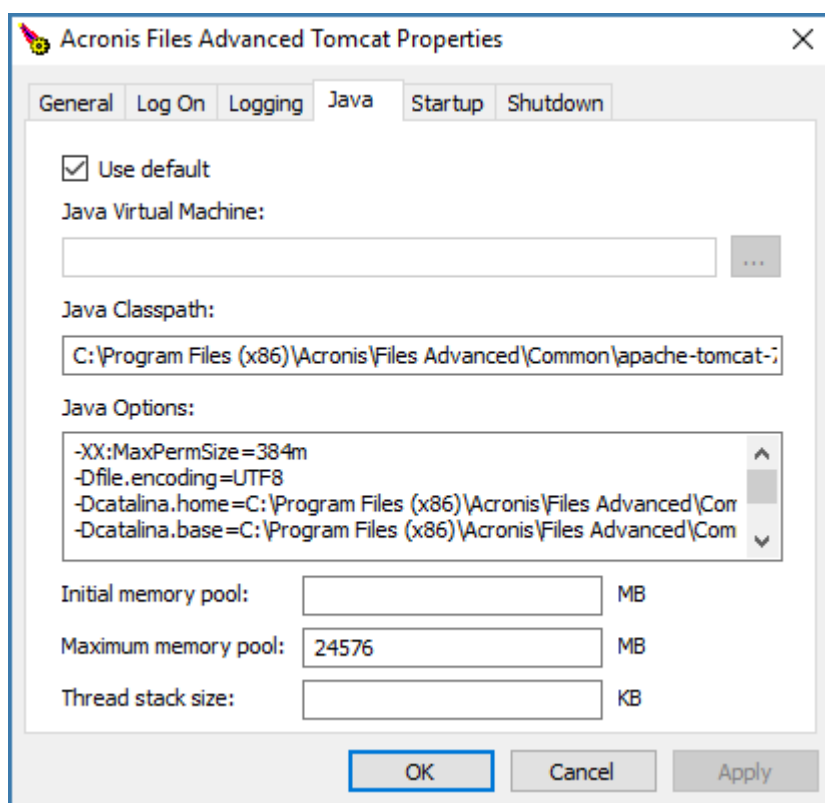 Acronis Files Advanced Tomcat Properties
General Log On Logging Java Startup Shutdown
Use default
Java Virtual Machine:
...
Java Classpath:
C:\Program Files (x86)\Acronis\Files Advanced\Common\apache-tomcat-7
Java Options:
-XX:MaxPermSize=384m
-Dfile.encoding=UTF8
-Dcatalina.home=C:\Program Files (x86)\Acronis\Files Advanced\Com
-Dcatalina.base=C:\Program Files (x86)\Acronis\Files Advanced\Com
Initial memory pool: MB
Maximum memory pool: 24576 MB
Thread stack size: KB
OK Cancel Apply